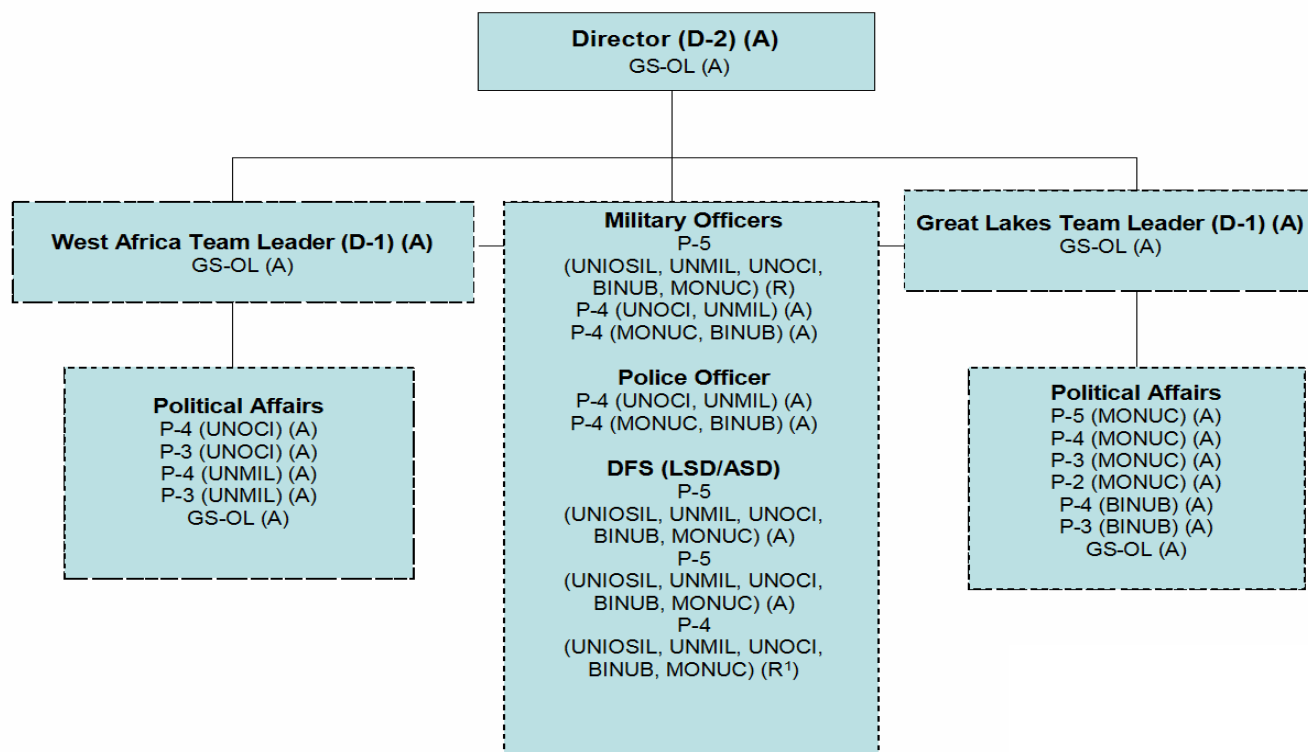 Director (D-2) (A)
GS-OL (A)
West Africa Team Leader (D-1) (A)
GS-OL (A)
Political Affairs
P-4 (UNOCI) (A)
P-3 (UNOCI) (A)
P-4 (UNMIL) (A)
P-3 (UNMIL) (A)
GS-OL (A)
Military Officers
P-5
(UNIOSIL, UNMIL, UNOCI,
BINUB, MONUC) (R)
P-4 (UNOCI, UNMIL) (A)
P-4 (MONUC, BINUB) (A)
Police Officer
P-4 (UNOCI, UNMIL) (A)
P-4 (MONUC, BINUB) (A)
DFS (LSD/ASD)
P-5
(UNIOSIL, UNMIL, UNOCI,
BINUB, MONUC) (A)
P-5
(UNIOSIL, UNMIL, UNOCI,
BINUB, MONUC) (A)
P-4
(UNIOSIL, UNMIL, UNOCI,
BINUB, MONUC) (R¹)
Great Lakes Team Leader (D-1) (A)
GS-OL (A)
Political Affairs
P-5 (MONUC) (A)
P-4 (MONUC) (A)
P-3 (MONUC) (A)
P-2 (MONUC) (A)
P-4 (BINUB) (A)
P-3 (BINUB) (A)
GS-OL (A)